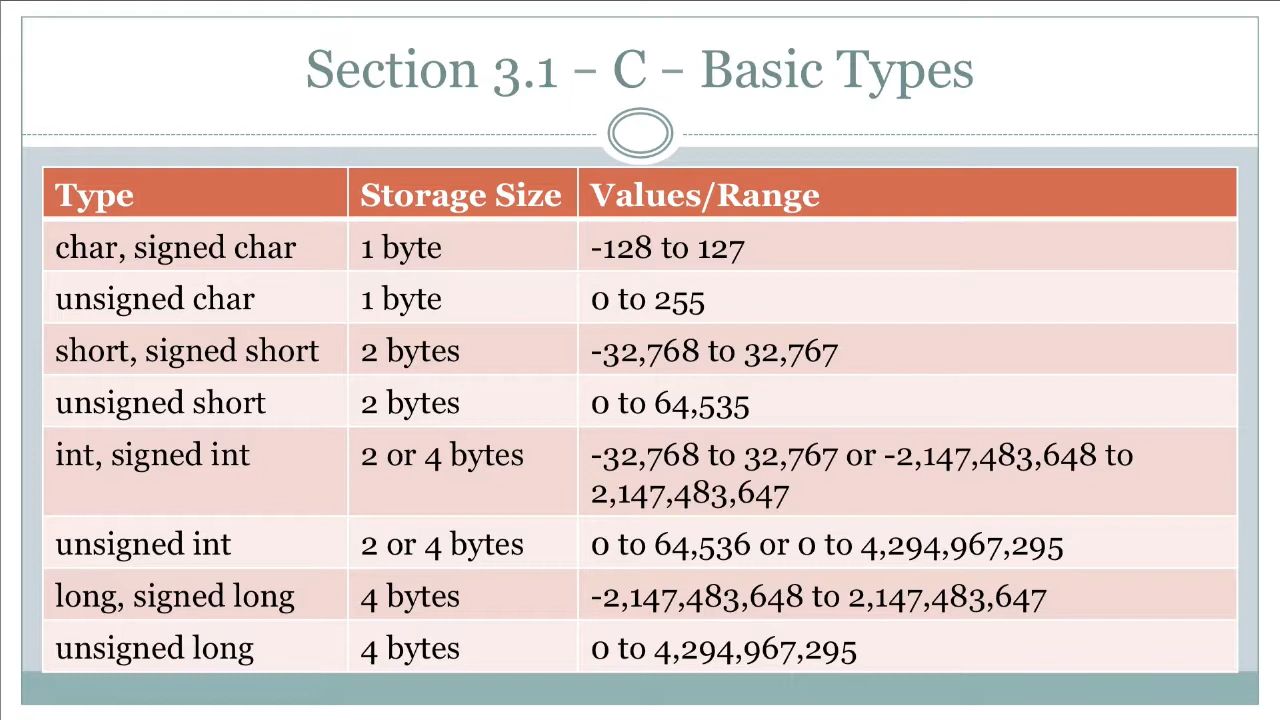 Section 3.1 – C – Basic Types
Type Storage Size Values/Range
char, signed char 1 byte -128 to 127
unsigned char 1 byte 0 to 255
short, signed short 2 bytes -32,768 to 32,767
unsigned short 2 bytes 0 to 64,535
int, signed int 2 or 4 bytes -32,768 to 32,767 or -2,147,483,648 to
2,147,483,647
unsigned int 2 or 4 bytes 0 to 64,536 or 0 to 4,294,967,295
long, signed long 4 bytes -2,147,483,648 to 2,147,483,647
unsigned long 4 bytes 0 to 4,294,967,295